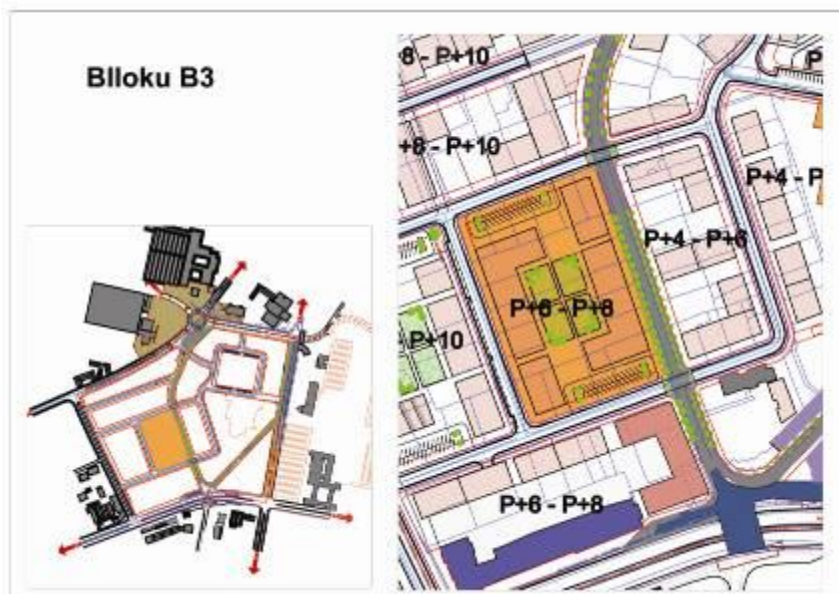 Blloku B3
8 - P+10
+8 - P+10
P+4 - P
P+4 - P+6
P+6 - P+8
P+10
P+6 - P+8